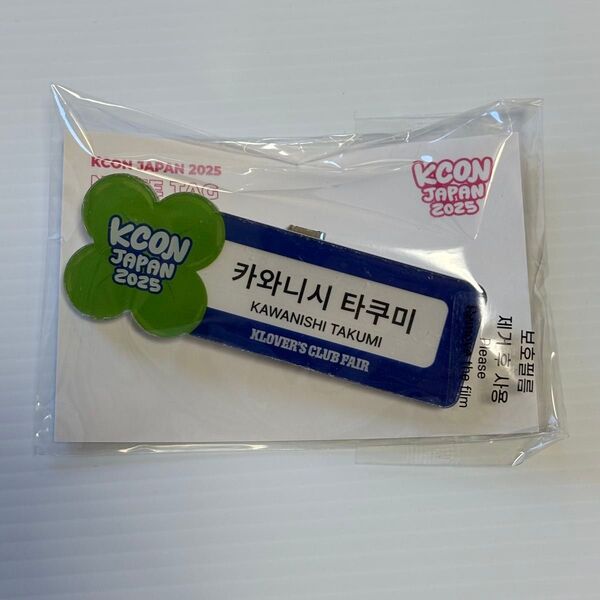 KCON JAPAN 2025
NAME TAG
KCON
JAPAN
2025
KCON
JAPAN
2025
카와니시 타쿠미
KAWANISHI TAKUMI
KLOVER'S CLUB FAIR
보호필름
제거 후 사용
Please
Remove the film